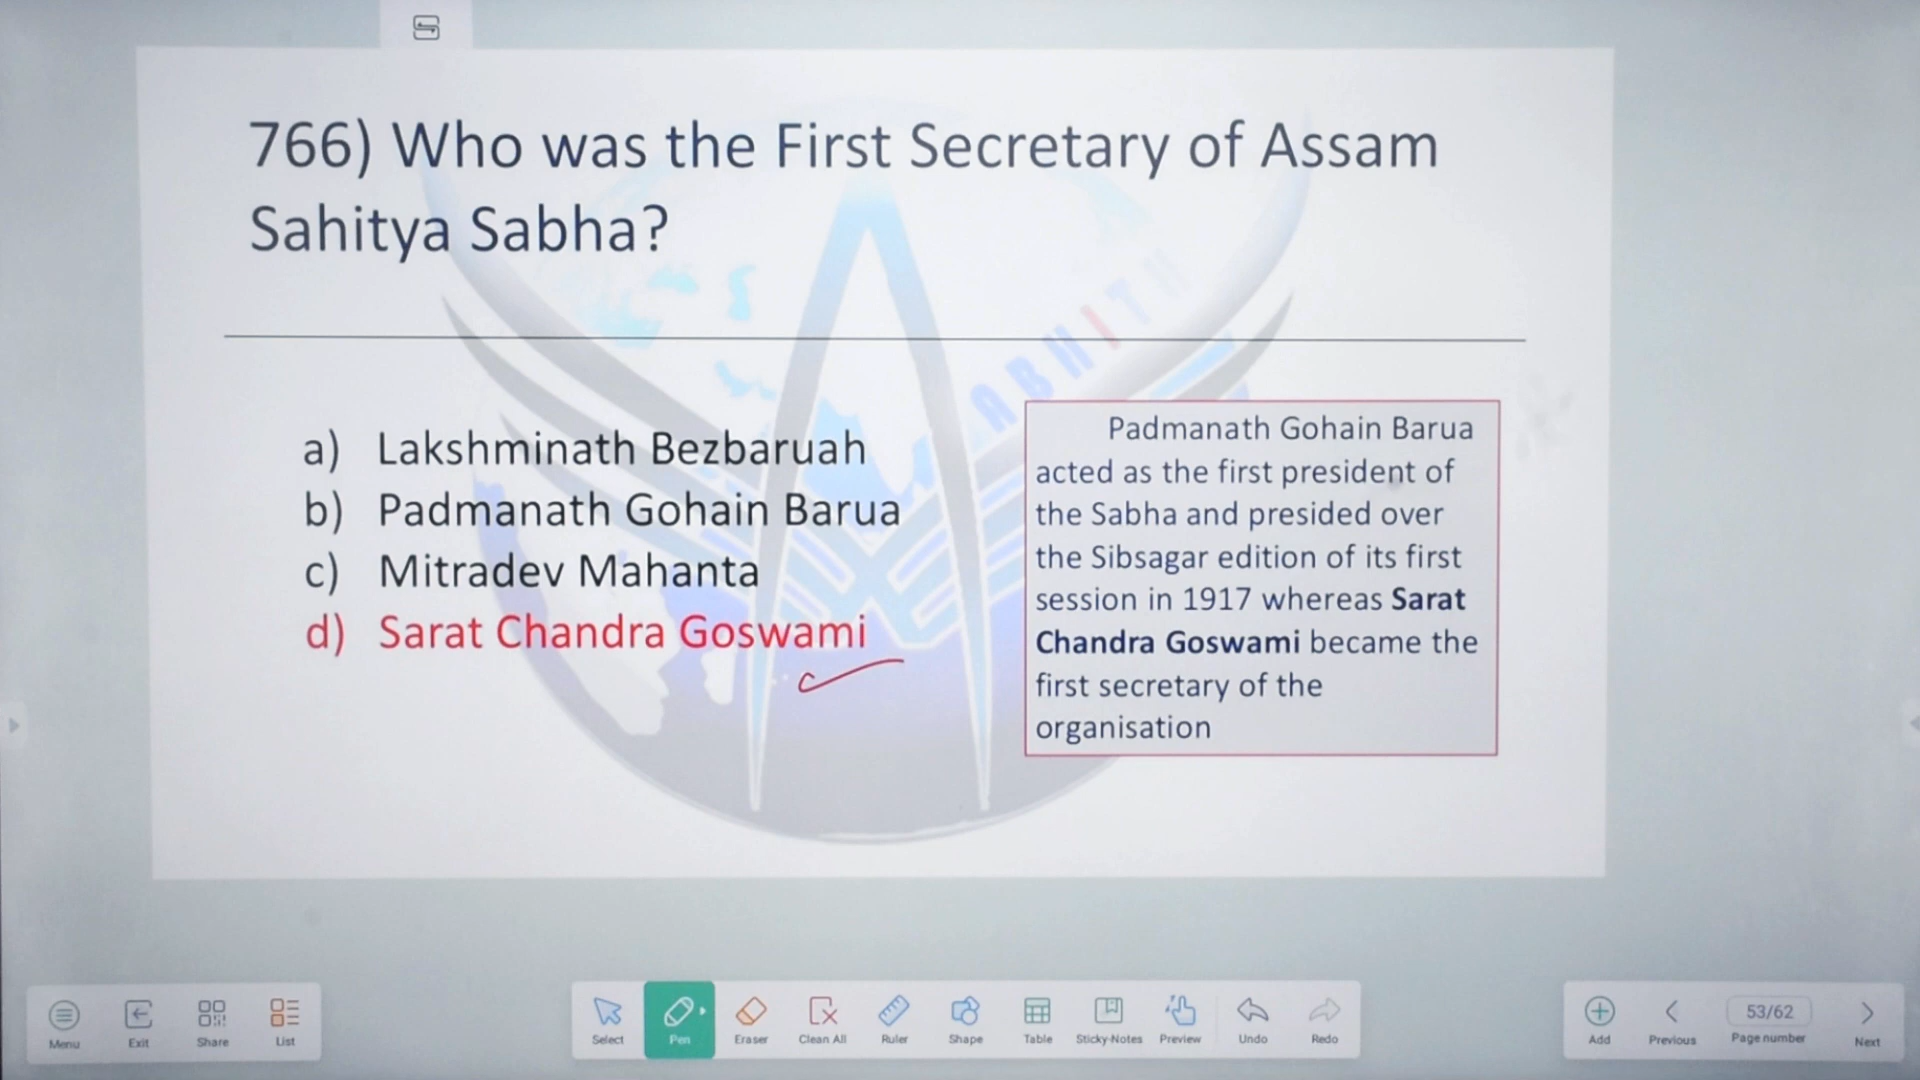 766) Who was the First Secretary of Assam
Sahitya Sabha?
ABHITH
a) Lakshminath Bezbaruah
b) Padmanath Gohain Barua
c) Mitradev Mahanta
d) Sarat Chandra Goswami
Padmanath Gohain Barua
acted as the first president of
the Sabha and presided over
the Sibsagar edition of its first
session in 1917 whereas Sarat
Chandra Goswami became the
first secretary of the
organisation
Menu Exit Share List
Select Pen Eraser Clean All Ruler Shape Table Sticky-Notes Preview Undo Redo
53/62
Add Previous Page number Next